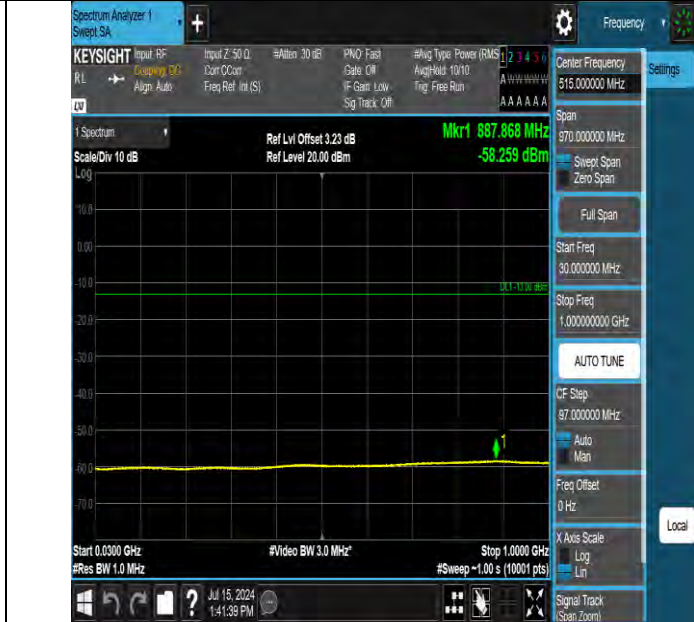 Spectrum Analyzer 1
Swept SA
Frequency
KEYSIGHT
RL
Input: RF
Coupling: DC
Align: Auto
Input Z: 50 Ω
Corr CCorr
Freq Ref: Int (S)
#Atten: 30 dB
PNO: Fast
Gate: Off
IF Gain: Low
Sig Track: Off
#Avg Type: Power (RMS
Avg|Hold: 10/10
Trig: Free Run
1 2 3 4 5 6
A W W W W W
A A A A A A
LXI
1 Spectrum
Scale/Div 10 dB
Log
Ref Lvl Offset 3.23 dB
Ref Level 20.00 dBm
Mkr1 887.868 MHz
-58.259 dBm
10.0
0.00
-10.0
-20.0
-30.0
-40.0
-50.0
-60.0
-70.0
DL1 -13.00 dBm
1
Start 0.0300 GHz
#Res BW 1.0 MHz
#Video BW 3.0 MHz*
Stop 1.0000 GHz
#Sweep ~1.00 s (10001 pts)
Jul 15, 2024
1:41:39 PM
Center Frequency
515.000000 MHz
Settings
Span
970.000000 MHz
Swept Span
Zero Span
Full Span
Start Freq
30.000000 MHz
Stop Freq
1.000000000 GHz
AUTO TUNE
CF Step
97.000000 MHz
Auto
Man
Freq Offset
0 Hz
X Axis Scale
Log
Lin
Signal Track
(Span Zoom)
Local